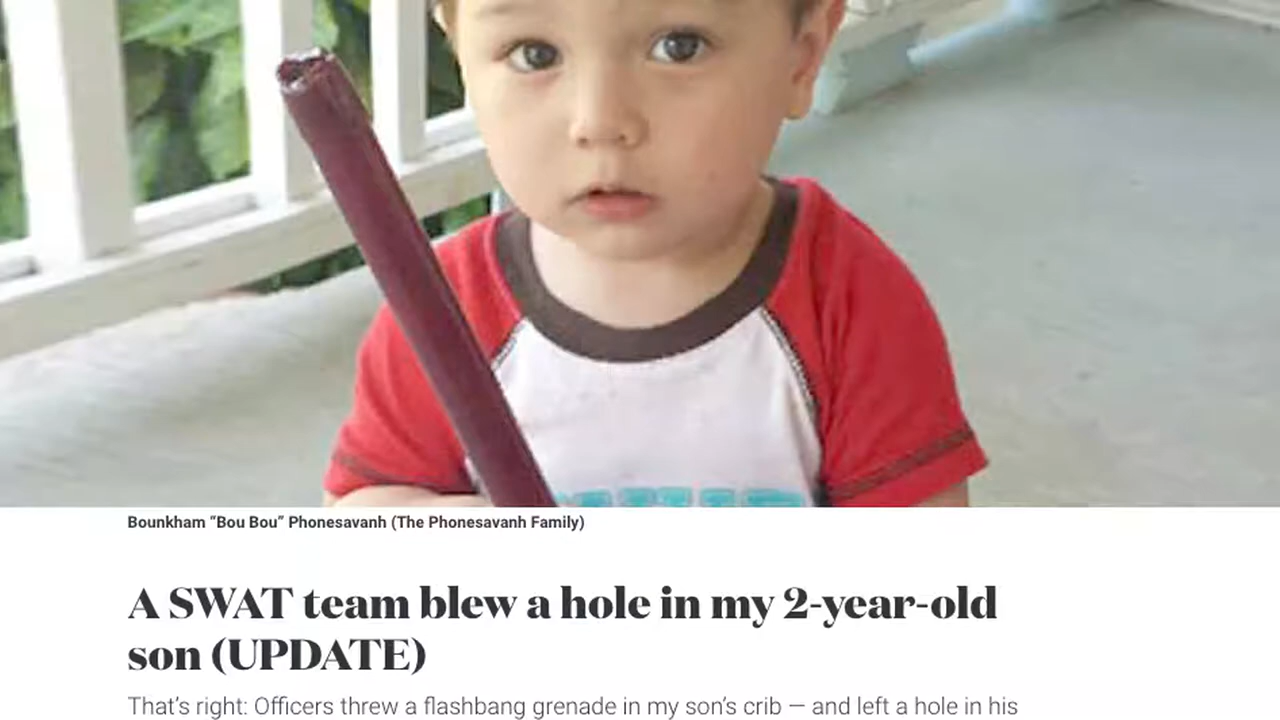 Bounkham “Bou Bou” Phonesavanh (The Phonesavanh Family)
A SWAT team blew a hole in my 2-year-old
son (UPDATE)
That’s right: Officers threw a flashbang grenade in my son’s crib — and left a hole in his